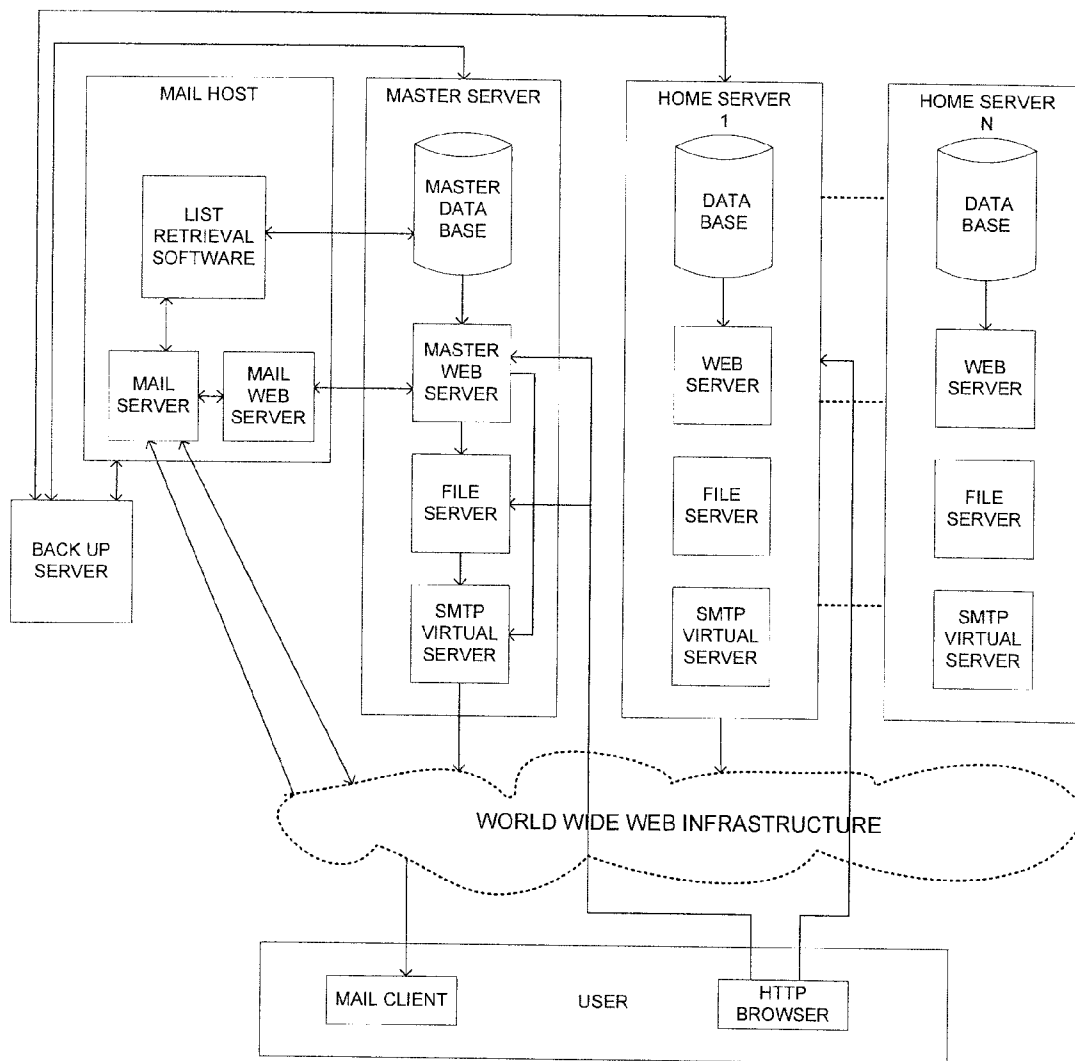 MAIL HOST
LIST
RETRIEVAL
SOFTWARE
MAIL
SERVER
MAIL
WEB
SERVER
BACK UP
SERVER
MASTER SERVER
MASTER
DATA
BASE
MASTER
WEB
SERVER
FILE
SERVER
SMTP
VIRTUAL
SERVER
HOME SERVER
1
DATA
BASE
WEB
SERVER
FILE
SERVER
SMTP
VIRTUAL
SERVER
HOME SERVER
N
DATA
BASE
WEB
SERVER
FILE
SERVER
SMTP
VIRTUAL
SERVER
WORLD WIDE WEB INFRASTRUCTURE
MAIL CLIENT
USER
HTTP
BROWSER